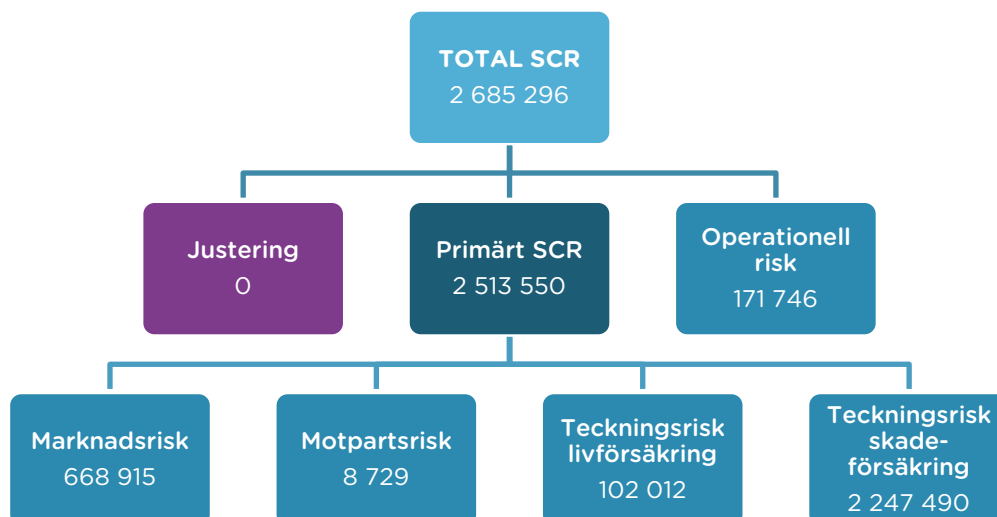 TOTAL SCR
2 685 296
Justering
0
Primärt SCR
2 513 550
Operationell
risk
171 746
Marknadsrisk
668 915
Motpartsrisk
8 729
Teckningsrisk
livförsäkring
102 012
Teckningsrisk
skade-
försäkring
2 247 490